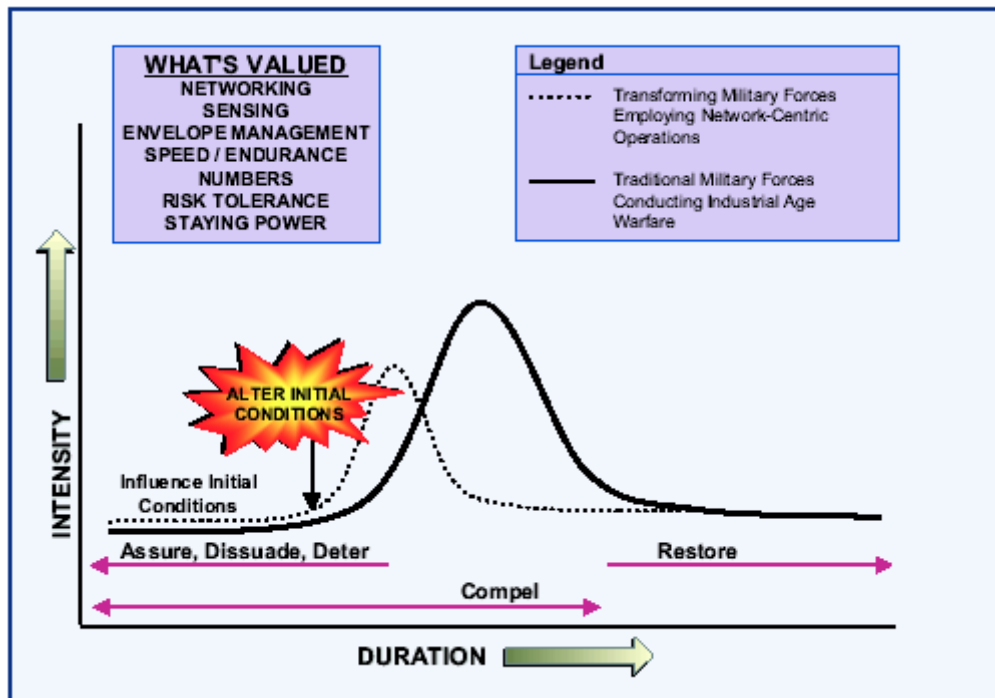 WHAT'S VALUED
NETWORKING
SENSING
ENVELOPE MANAGEMENT
SPEED / ENDURANCE
NUMBERS
RISK TOLERANCE
STAYING POWER
Legend
Transforming Military Forces
Employing Network-Centric
Operations
Traditional Military Forces
Conducting Industrial Age
Warfare
INTENSITY
ALTER INITIAL
CONDITIONS
Influence Initial
Conditions
Assure, Dissuade, Deter
Restore
Compel
DURATION